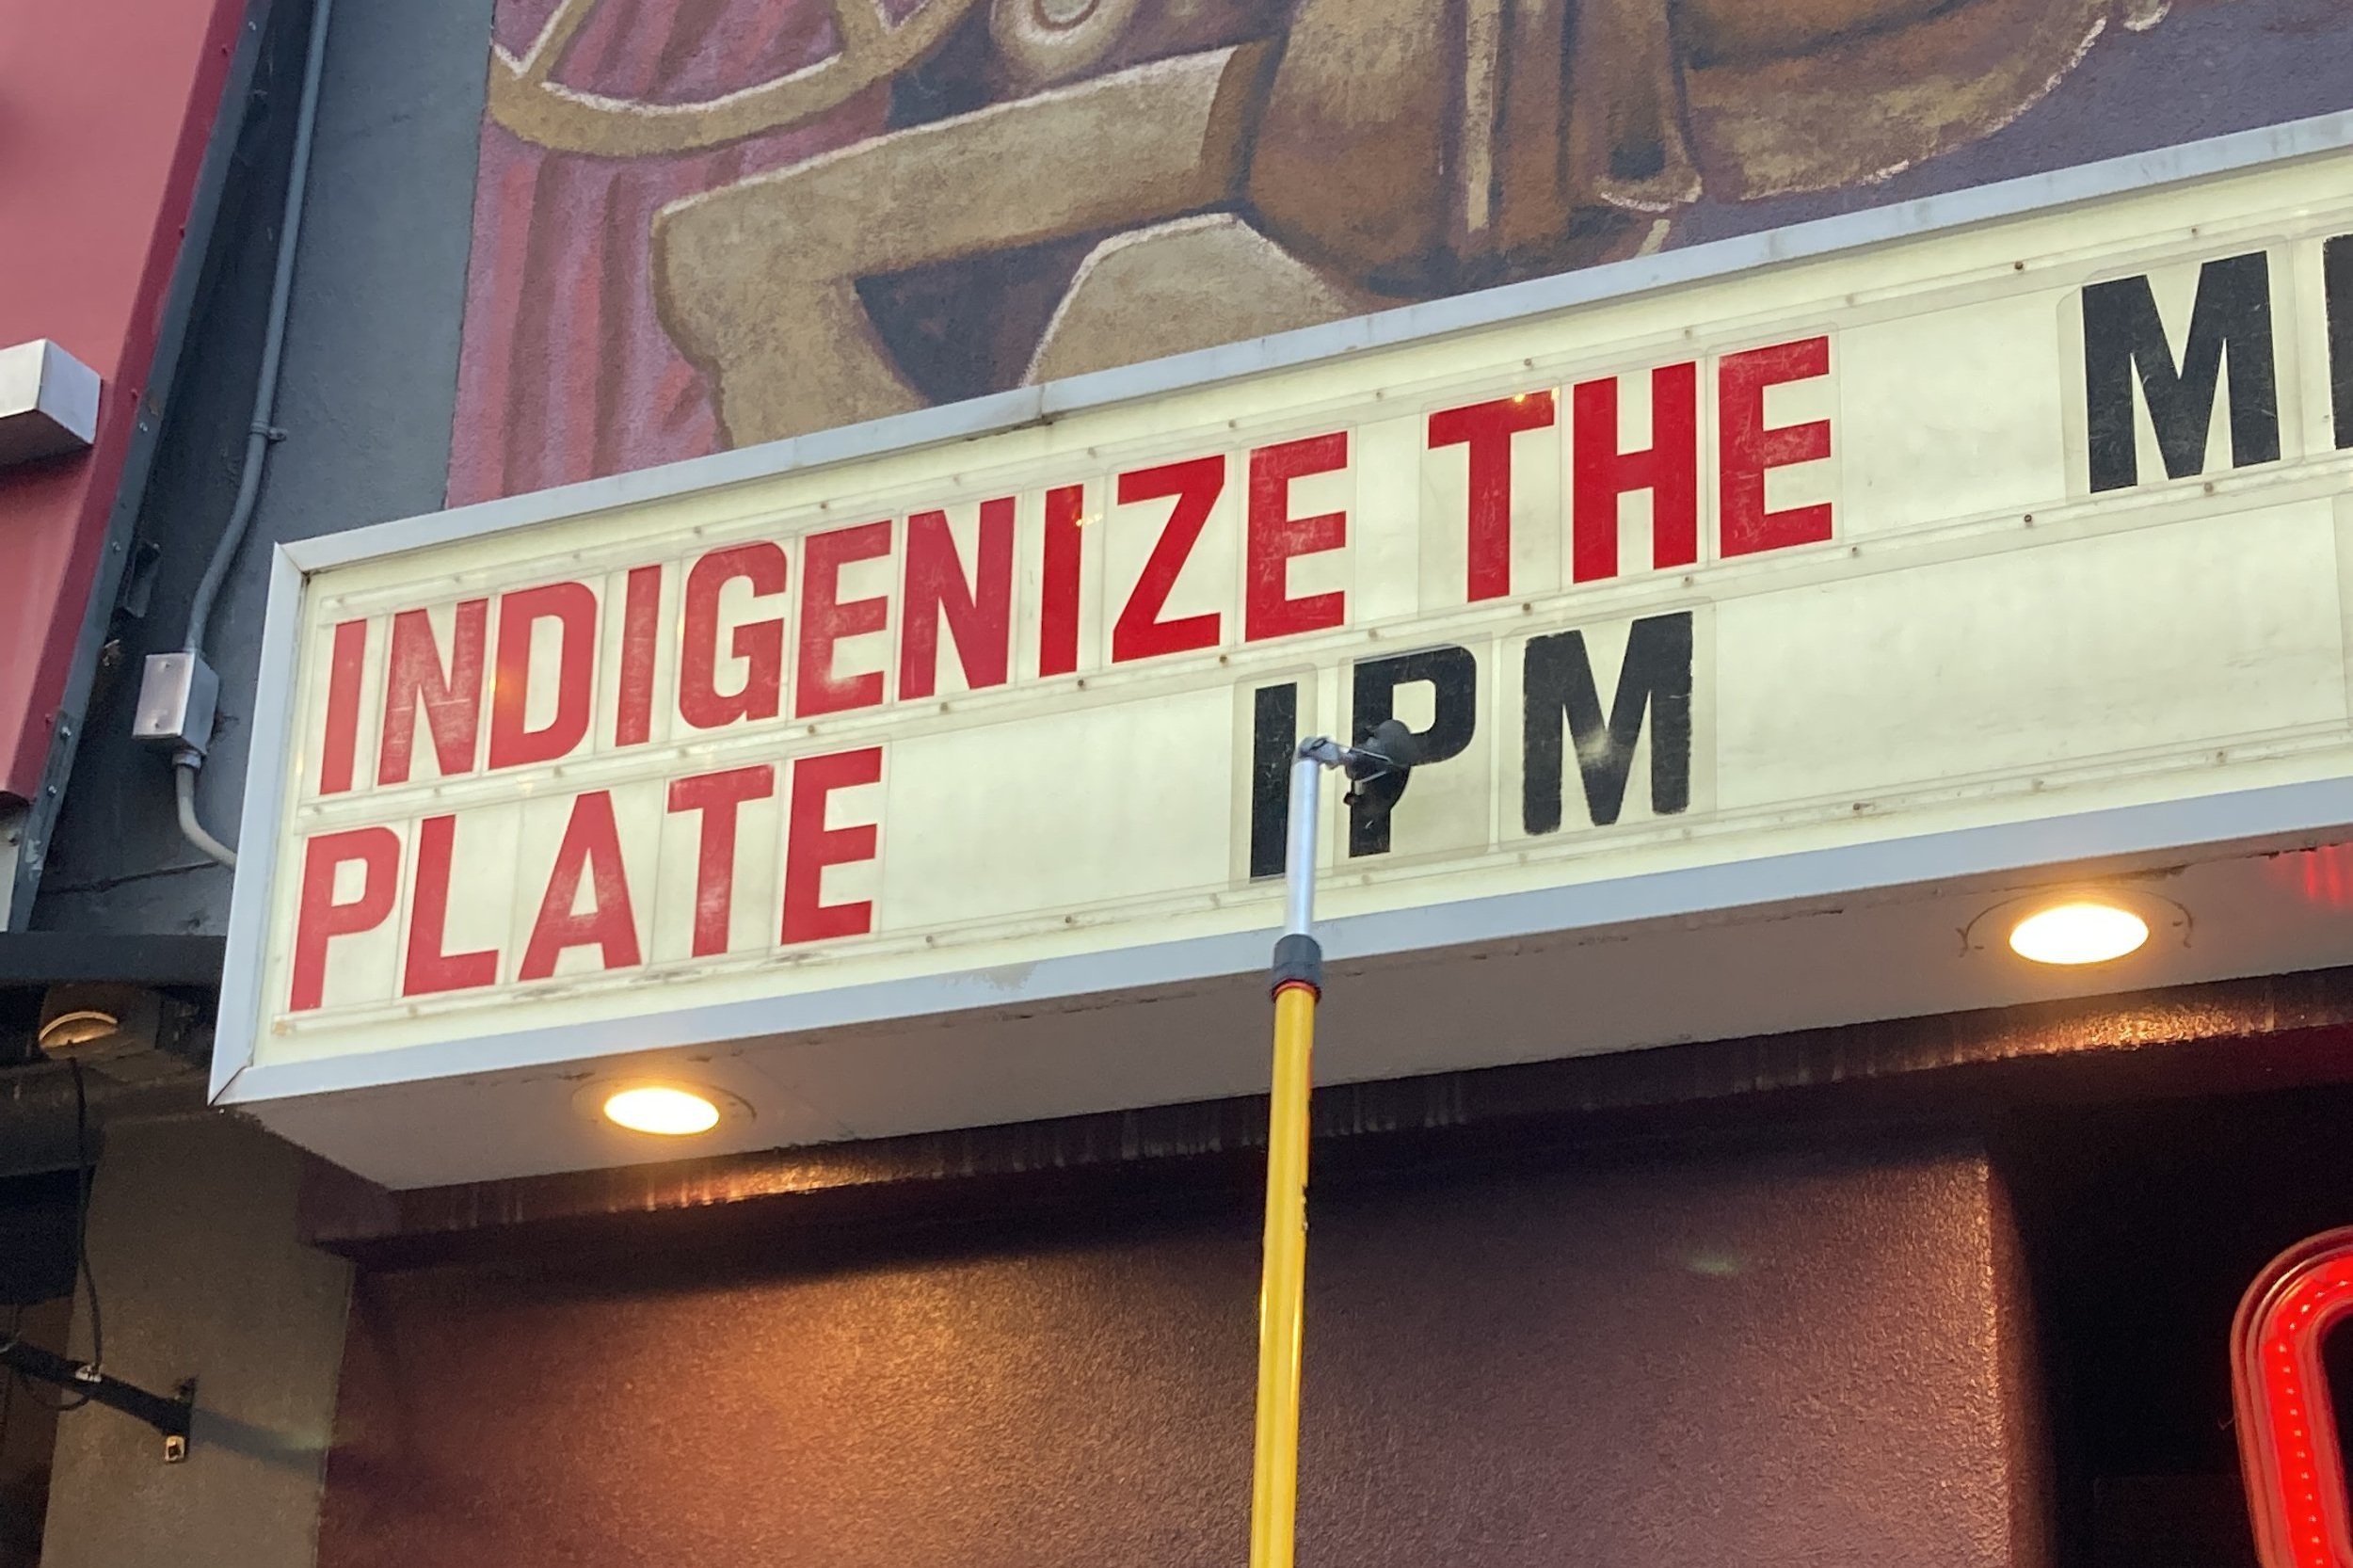 INDIGENIZE THE
PLATE 1PM